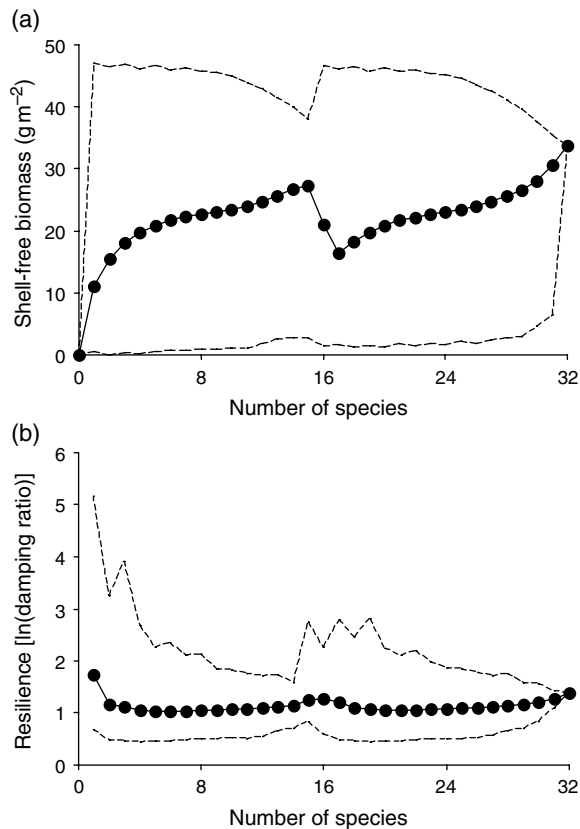 (a)
50
40
30
20
10
0
Shell-free biomass (g m⁻²)
0 8 16 24 32
Number of species
(b)
6
5
4
3
2
1
0
Resilience [ln(damping ratio)]
0 8 16 24 32
Number of species